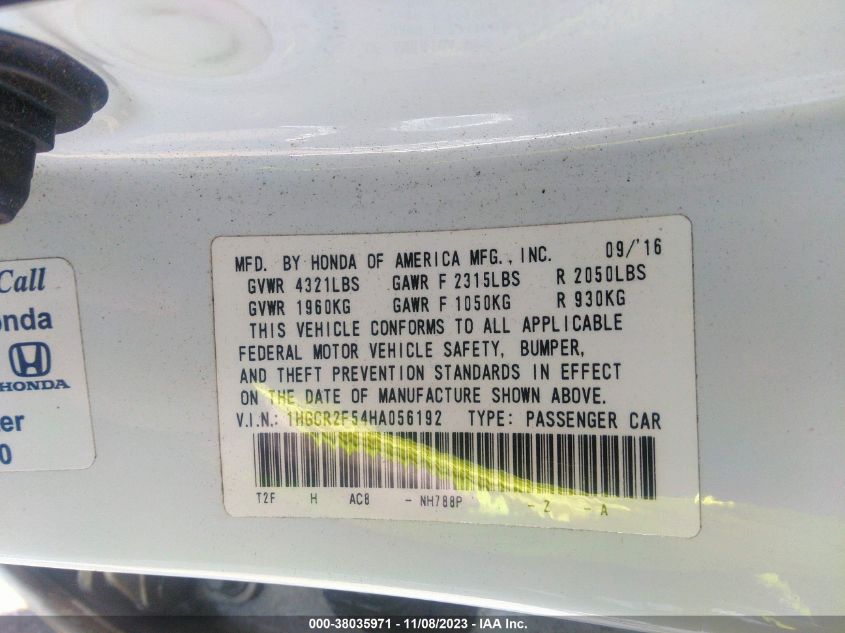 MFD. BY HONDA OF AMERICA MFG., INC. 09/'16
GVWR 4321LBS GAWR F 2315LBS R 2050LBS
GVWR 1960KG GAWR F 1050KG R 930KG
THIS VEHICLE CONFORMS TO ALL APPLICABLE
FEDERAL MOTOR VEHICLE SAFETY, BUMPER,
AND THEFT PREVENTION STANDARDS IN EFFECT
ON THE DATE OF MANUFACTURE SHOWN ABOVE.
V.I.N.: 1HGCR2F54HA056192 TYPE: PASSENGER CAR
T2F H AC8 - NH788P - Z - A
Call
onda
HONDA
er
0
000-38035971 - 11/08/2023 - IAA Inc.